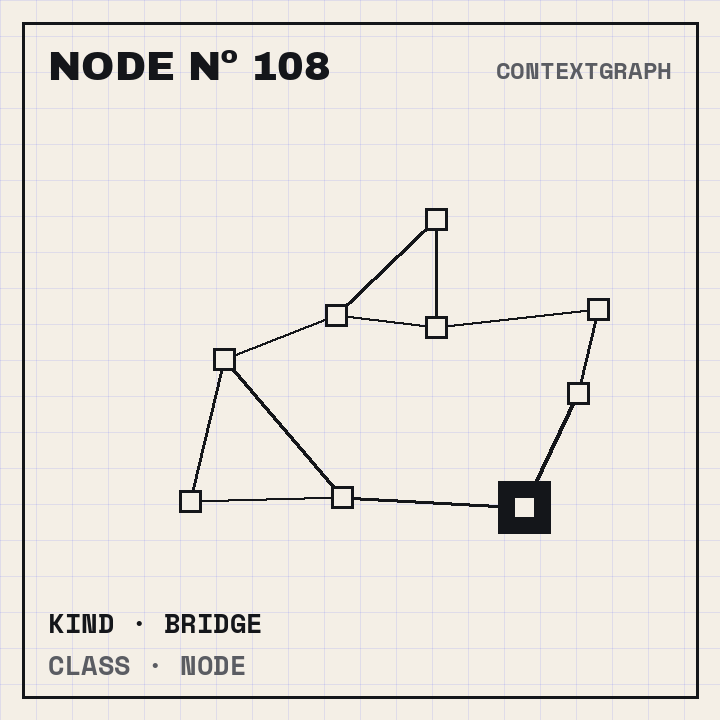 NODE Nº 108
CONTEXTGRAPH
KIND · BRIDGE
CLASS · NODE